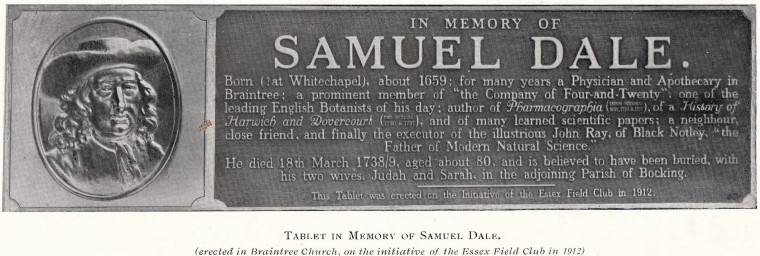 IN MEMORY OF
SAMUEL DALE.
Born (?at Whitechapel), about 1659; for many years a Physician and Apothecary in
Braintree; a prominent member of "the Company of Four-and-Twenty"; one of the
leading English Botanists of his day; author of Pharmacographia, of a History of
Harwich and Dovercourt, and of many learned scientific papers; a neighbour,
close friend, and finally the executor of the illustrious John Ray, of Black Notley, "the
Father of Modern Natural Science."
He died 18th March 1738/9, aged about 80, and is believed to have been buried, with
his two wives, Judah and Sarah, in the adjoining Parish of Bocking.
This Tablet was erected on the Initiative of the Essex Field Club in 1912.
TABLET IN MEMORY OF SAMUEL DALE.
(erected in Braintree Church, on the initiative of the Essex Field Club in 1912)